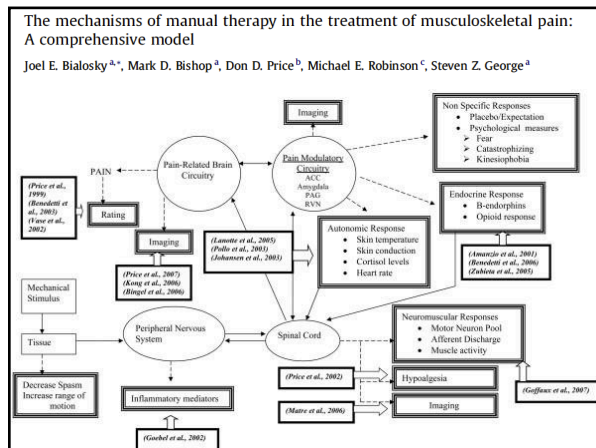 The mechanisms of manual therapy in the treatment of musculoskeletal pain:
A comprehensive model
Joel E. Bialosky a,*, Mark D. Bishop a, Don D. Price b, Michael E. Robinson c, Steven Z. George a
Imaging
Non Specific Responses
• Placebo/Expectation
• Psychological measures
➢ Fear
➢ Catastrophizing
➢ Kinesiophobia
Pain-Related Brain
Circuitry
Pain Modulatory
Circuitry
ACC
Amygdala
PAG
RVN
PAIN
(Price et al.,
1999)
(Benedetti et
al., 2003)
(Vase et al.,
2002)
Rating
Imaging
(Price et al., 2007)
(Kong et al., 2006)
(Bingel et al., 2006)
(Lanotte et al., 2005)
(Pollo et al., 2003)
(Johansen et al., 2003)
Autonomic Response
• Skin temperature
• Skin conduction
• Cortisol levels
• Heart rate
Endocrine Response
• B-endorphins
• Opioid response
(Amanzio et al., 2001)
(Benedetti et al., 2006)
(Zubieta et al., 2005)
Mechanical
Stimulus
Tissue
Peripheral Nervous
System
Spinal Cord
Neuromuscular Responses
• Motor Neuron Pool
• Afferent Discharge
• Muscle activity
Decrease Spasm
Increase range of
motion
Inflammatory mediators
(Goebel et al., 2002)
(Price et al., 2002)
Hypoalgesia
(Matre et al., 2006)
Imaging
(Goffaux et al., 2007)